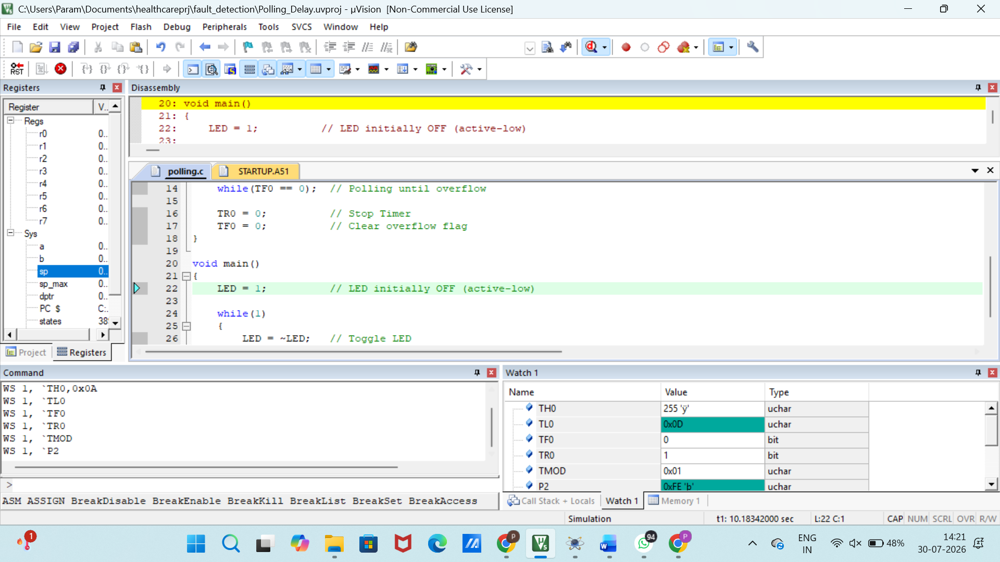 C:\Users\Param\Documents\healthcareprj\fault_detection\Polling_Delay.uvproj - µVision [Non-Commercial Use License]
File Edit View Project Flash Debug Peripherals Tools SVCS Window Help
RST
Registers
Register V..
Regs
r0 0..
r1 0..
r2 0..
r3 0..
r4 0..
r5 0..
r6 0..
r7 0..
Sys
a 0..
b 0..
sp 0..
sp_max 0..
dptr 0..
PC $ C:..
states 38
Project Registers
Disassembly
20: void main()
21: {
22: LED = 1; // LED initially OFF (active-low)
23:
polling.c STARTUP.A51
14 while(TF0 == 0); // Polling until overflow
15
16 TR0 = 0; // Stop Timer
17 TF0 = 0; // Clear overflow flag
18 }
19
20 void main()
21 {
22 LED = 1; // LED initially OFF (active-low)
23
24 while(1)
25 {
26 LED = ~LED; // Toggle LED
Command
WS 1, `TH0,0x0A
WS 1, `TL0
WS 1, `TF0
WS 1, `TR0
WS 1, `TMOD
WS 1, `P2
>
ASM ASSIGN BreakDisable BreakEnable BreakKill BreakList BreakSet BreakAccess
Watch 1
Name Value Type
TH0 255 'ÿ' uchar
TL0 0x0D uchar
TF0 0 bit
TR0 1 bit
TMOD 0x01 uchar
P2 0xFE 'þ' uchar
Call Stack + Locals Watch 1 Memory 1
Simulation t1: 10.18342000 sec L:22 C:1 CAP NUM SCRL OVR R/W
1
P
µ5
W
94
P
ENG
IN
48%
14:21
30-07-2026